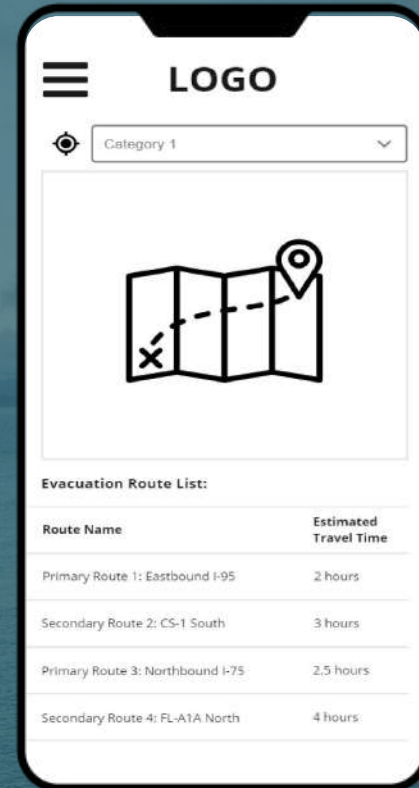 LOGO
Category 1
Evacuation Route List:
Route Name
Estimated
Travel Time
Primary Route 1: Eastbound I-95
2 hours
Secondary Route 2: CS-1 South
3 hours
Primary Route 3: Northbound I-75
2.5 hours
Secondary Route 4: FL-A1A North
4 hours